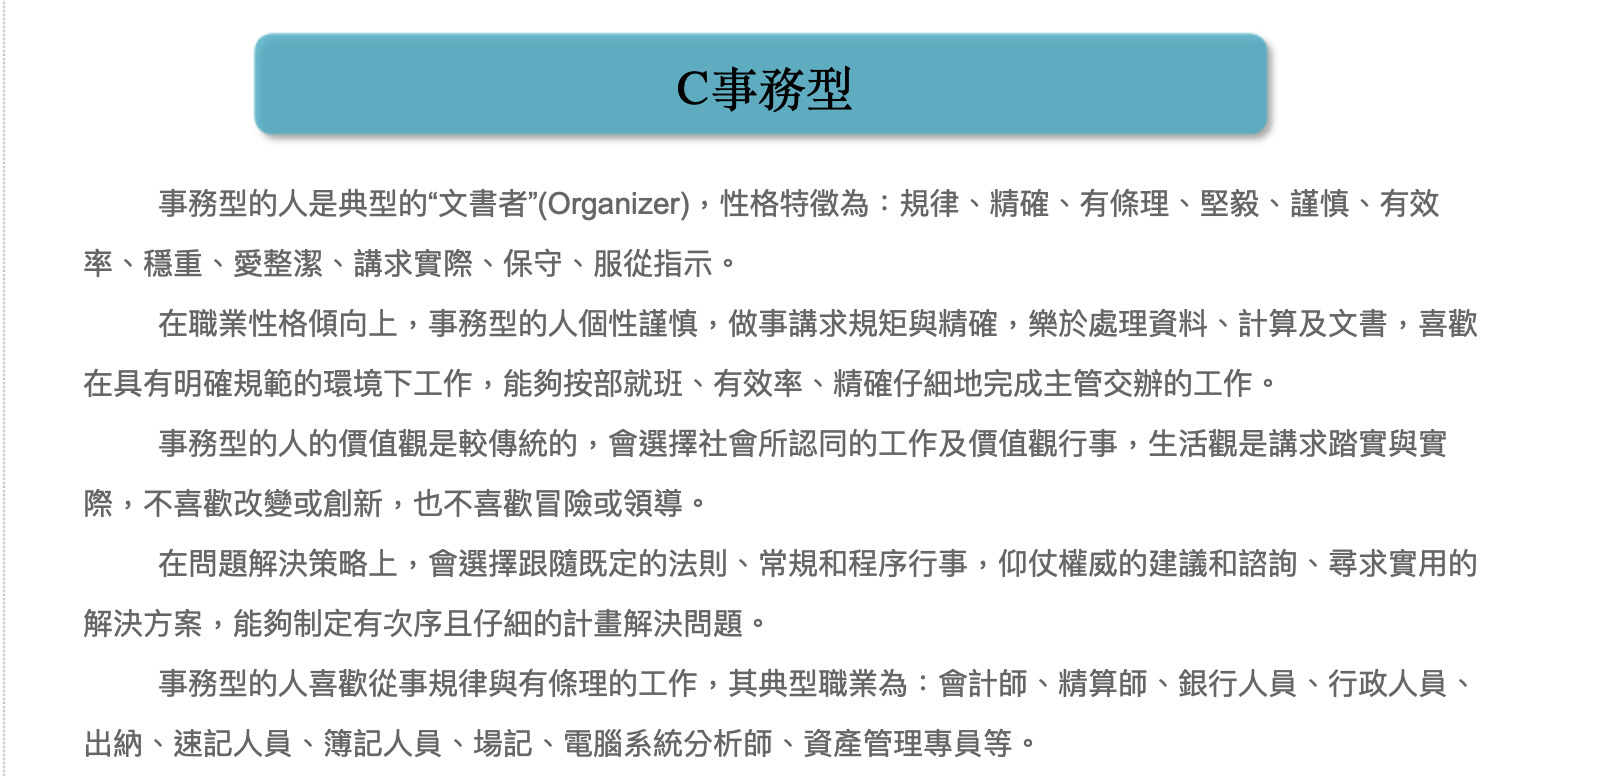 C事務型
事務型的人是典型的“文書者”(Organizer)，性格特徵為：規律、精確、有條理、堅毅、謹慎、有效
率、穩重、愛整潔、講求實際、保守、服從指示。
在職業性格傾向上，事務型的人個性謹慎，做事講求規矩與精確，樂於處理資料、計算及文書，喜歡
在具有明確規範的環境下工作，能夠按部就班、有效率、精確仔細地完成主管交辦的工作。
事務型的人的價值觀是較傳統的，會選擇社會所認同的工作及價值觀行事，生活觀是講求踏實與實
際，不喜歡改變或創新，也不喜歡冒險或領導。
在問題解決策略上，會選擇跟隨既定的法則、常規和程序行事，仰仗權威的建議和諮詢、尋求實用的
解決方案，能夠制定有次序且仔細的計畫解決問題。
事務型的人喜歡從事規律與有條理的工作，其典型職業為：會計師、精算師、銀行人員、行政人員、
出納、速記人員、簿記人員、場記、電腦系統分析師、資產管理專員等。